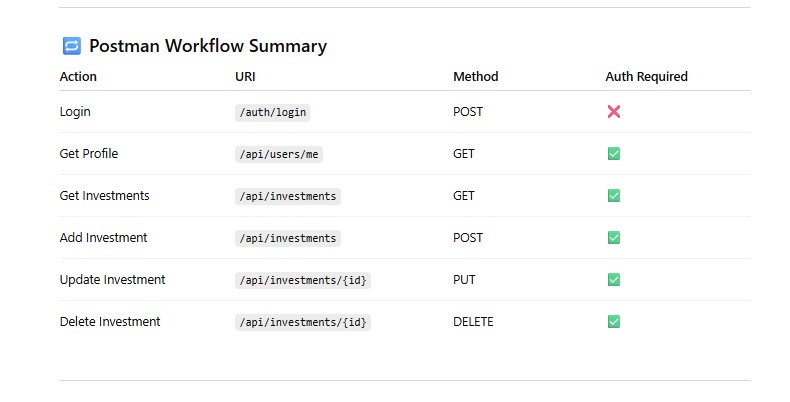 🔁 Postman Workflow Summary
Action URI Method Auth Required
Login /auth/login POST ❌
Get Profile /api/users/me GET ✅
Get Investments /api/investments GET ✅
Add Investment /api/investments POST ✅
Update Investment /api/investments/{id} PUT ✅
Delete Investment /api/investments/{id} DELETE ✅